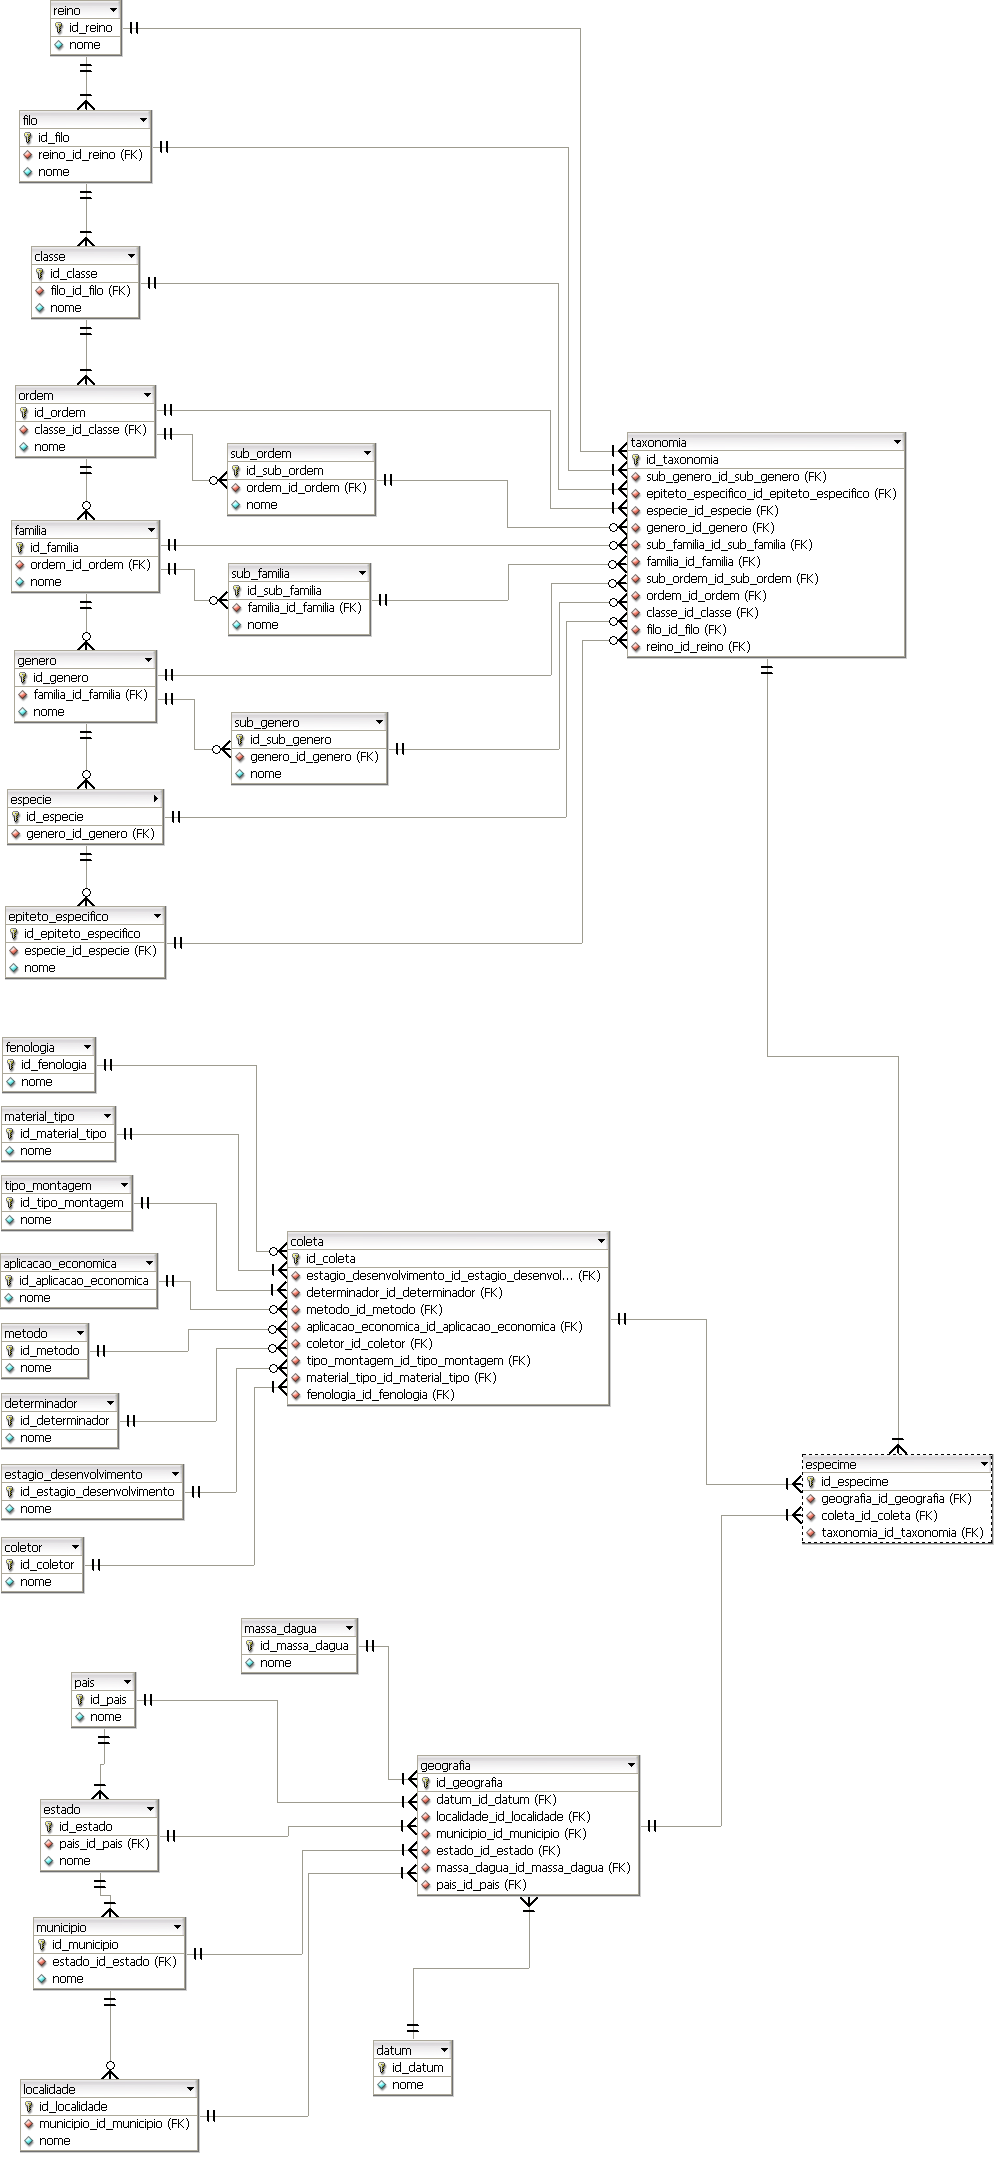 reino
id_reino
nome
filo
id_filo
reino_id_reino (FK)
nome
classe
id_classe
filo_id_filo (FK)
nome
ordem
id_ordem
classe_id_classe (FK)
nome
sub_ordem
id_sub_ordem
ordem_id_ordem (FK)
nome
familia
id_familia
ordem_id_ordem (FK)
nome
sub_familia
id_sub_familia
familia_id_familia (FK)
nome
genero
id_genero
familia_id_familia (FK)
nome
sub_genero
id_sub_genero
genero_id_genero (FK)
nome
especie
id_especie
genero_id_genero (FK)
epiteto_especifico
id_epiteto_especifico
especie_id_especie (FK)
nome
taxonomia
id_taxonomia
sub_genero_id_sub_genero (FK)
epiteto_especifico_id_epiteto_especifico (FK)
especie_id_especie (FK)
genero_id_genero (FK)
sub_familia_id_sub_familia (FK)
familia_id_familia (FK)
sub_ordem_id_sub_ordem (FK)
ordem_id_ordem (FK)
classe_id_classe (FK)
filo_id_filo (FK)
reino_id_reino (FK)
fenologia
id_fenologia
nome
material_tipo
id_material_tipo
nome
tipo_montagem
id_tipo_montagem
nome
aplicacao_economica
id_aplicacao_economica
nome
metodo
id_metodo
nome
determinador
id_determinador
nome
estagio_desenvolvimento
id_estagio_desenvolvimento
nome
coletor
id_coletor
nome
coleta
id_coleta
estagio_desenvolvimento_id_estagio_desenvol... (FK)
determinador_id_determinador (FK)
metodo_id_metodo (FK)
aplicacao_economica_id_aplicacao_economica (FK)
coletor_id_coletor (FK)
tipo_montagem_id_tipo_montagem (FK)
material_tipo_id_material_tipo (FK)
fenologia_id_fenologia (FK)
especime
id_especime
geografia_id_geografia (FK)
coleta_id_coleta (FK)
taxonomia_id_taxonomia (FK)
massa_dagua
id_massa_dagua
nome
pais
id_pais
nome
estado
id_estado
pais_id_pais (FK)
nome
municipio
id_municipio
estado_id_estado (FK)
nome
localidade
id_localidade
municipio_id_municipio (FK)
nome
geografia
id_geografia
datum_id_datum (FK)
localidade_id_localidade (FK)
municipio_id_municipio (FK)
estado_id_estado (FK)
massa_dagua_id_massa_dagua (FK)
pais_id_pais (FK)
datum
id_datum
nome